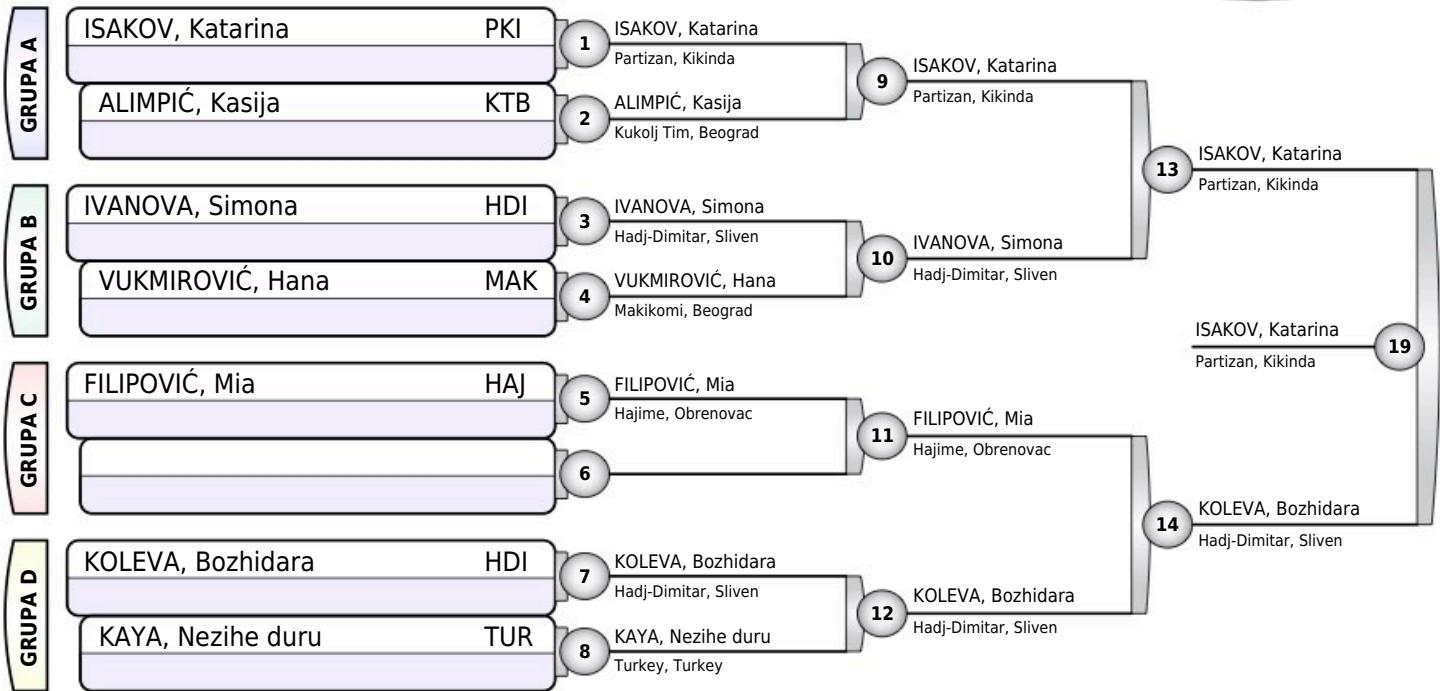 GRUPA A
ISAKOV, Katarina PKI
ALIMPIĆ, Kasija KTB
1
ISAKOV, Katarina
Partizan, Kikinda
2
ALIMPIĆ, Kasija
Kukolj Tim, Beograd
9
ISAKOV, Katarina
Partizan, Kikinda
GRUPA B
IVANOVA, Simona HDI
VUKMIROVIĆ, Hana MAK
3
IVANOVA, Simona
Hadj-Dimitar, Sliven
4
VUKMIROVIĆ, Hana
Makikomi, Beograd
10
IVANOVA, Simona
Hadj-Dimitar, Sliven
13
ISAKOV, Katarina
Partizan, Kikinda
GRUPA C
FILIPOVIĆ, Mia HAJ
5
FILIPOVIĆ, Mia
Hajime, Obrenovac
6
11
FILIPOVIĆ, Mia
Hajime, Obrenovac
GRUPA D
KOLEVA, Bozhidara HDI
KAYA, Nezihe duru TUR
7
KOLEVA, Bozhidara
Hadj-Dimitar, Sliven
8
KAYA, Nezihe duru
Turkey, Turkey
12
KOLEVA, Bozhidara
Hadj-Dimitar, Sliven
14
KOLEVA, Bozhidara
Hadj-Dimitar, Sliven
ISAKOV, Katarina
Partizan, Kikinda
19